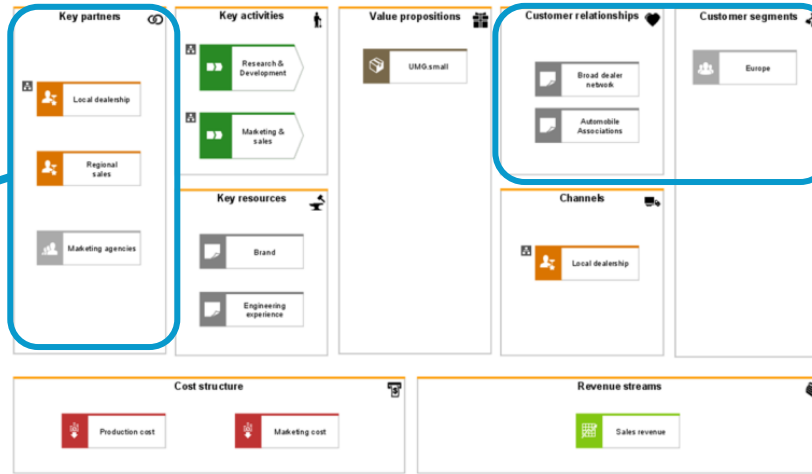 Key partners
Key activities
Value propositions
Customer relationships
Customer segments
Local dealership
Regional
sales
Marketing agencies
Research &
Development
Marketing &
sales
Key resources
Brand
Engineering
experience
UMG.small
Broad dealer
network
Automobile
Associations
Channels
Local dealership
Europe
Cost structure
Production cost
Marketing cost
Revenue streams
Sales revenue